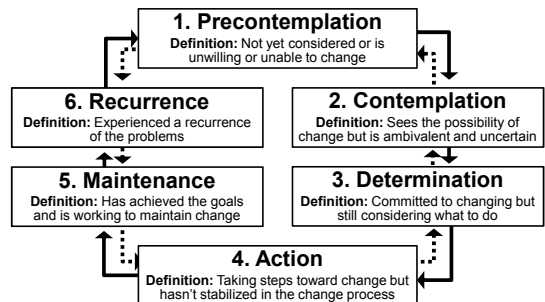 1. Precontemplation
Definition: Not yet considered or is
unwilling or unable to change
2. Contemplation
Definition: Sees the possibility of
change but is ambivalent and uncertain
3. Determination
Definition: Committed to changing but
still considering what to do
4. Action
Definition: Taking steps toward change but
hasn't stabilized in the change process
5. Maintenance
Definition: Has achieved the goals
and is working to maintain change
6. Recurrence
Definition: Experienced a recurrence
of the problems